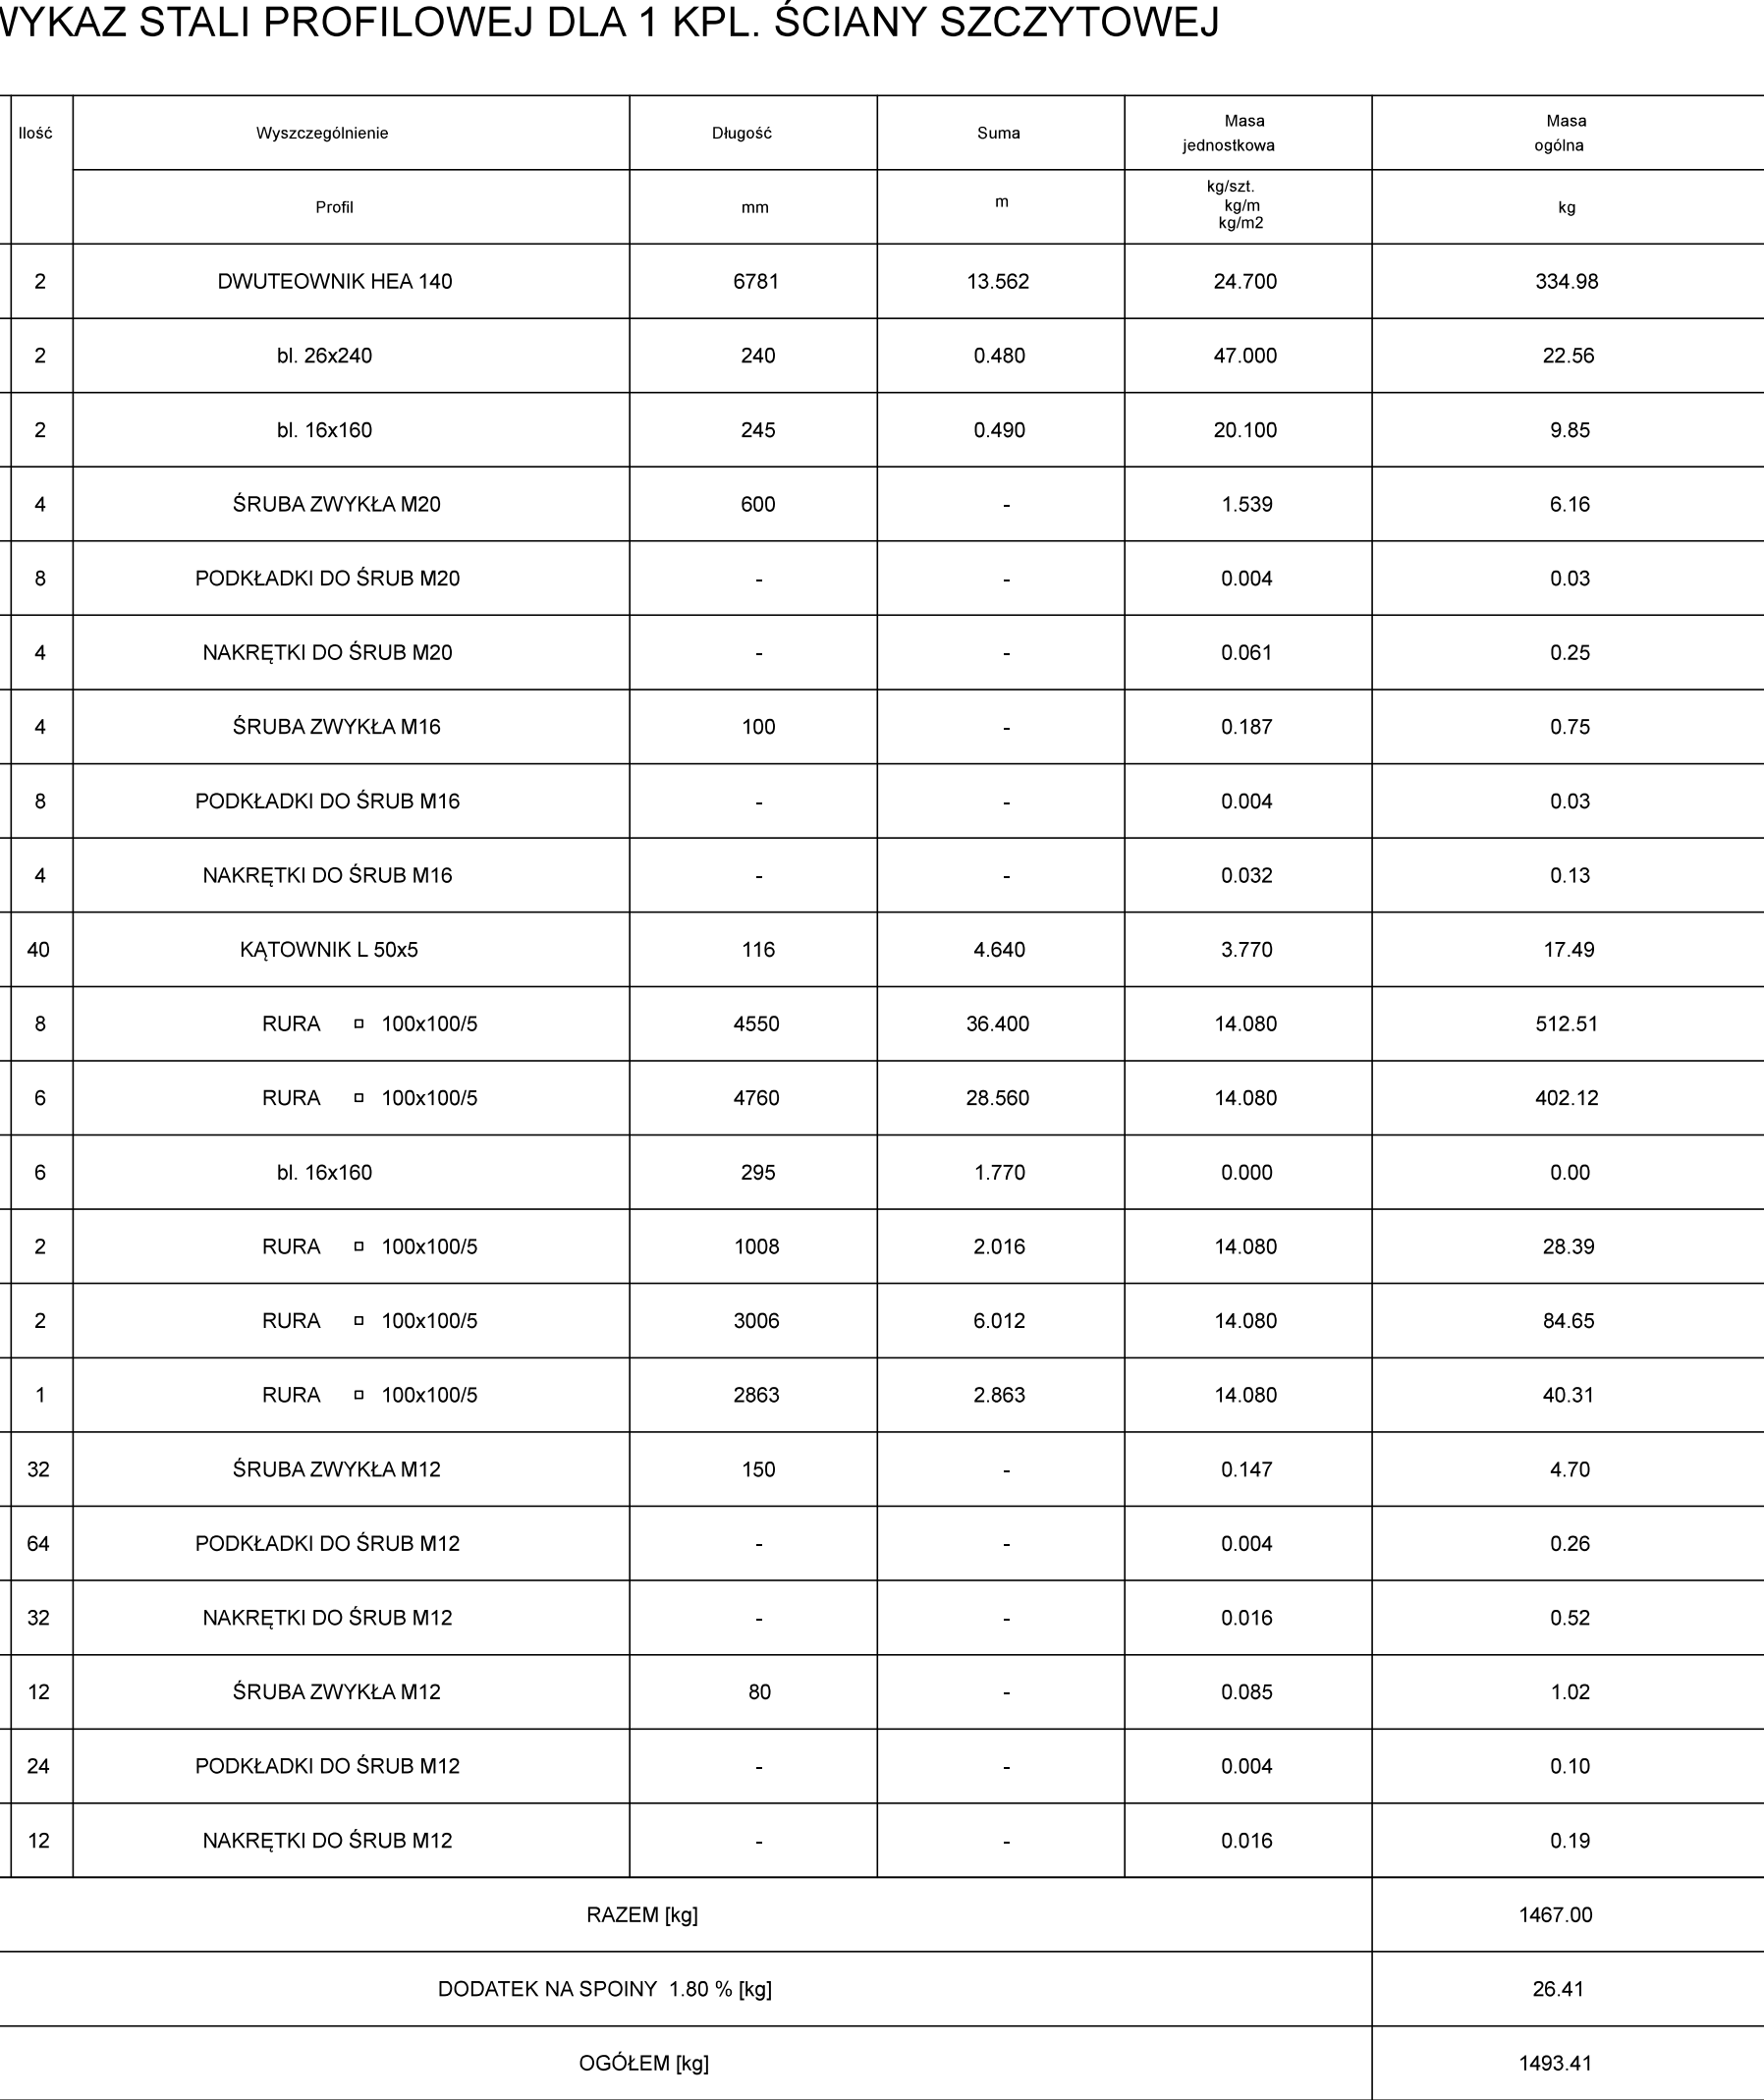 WYKAZ STALI PROFILOWEJ DLA 1 KPL. ŚCIANY SZCZYTOWEJ
Ilość Wyszczególnienie Długość Suma Masa jednostkowa Masa ogólna
Profil mm m kg/szt. kg/m kg/m2 kg
2 DWUTEOWNIK HEA 140 6781 13.562 24.700 334.98
2 bl. 26x240 240 0.480 47.000 22.56
2 bl. 16x160 245 0.490 20.100 9.85
4 ŚRUBA ZWYKŁA M20 600 - 1.539 6.16
8 PODKŁADKI DO ŚRUB M20 - - 0.004 0.03
4 NAKRĘTKI DO ŚRUB M20 - - 0.061 0.25
4 ŚRUBA ZWYKŁA M16 100 - 0.187 0.75
8 PODKŁADKI DO ŚRUB M16 - - 0.004 0.03
4 NAKRĘTKI DO ŚRUB M16 - - 0.032 0.13
40 KĄTOWNIK L 50x5 116 4.640 3.770 17.49
8 RURA □ 100x100/5 4550 36.400 14.080 512.51
6 RURA □ 100x100/5 4760 28.560 14.080 402.12
6 bl. 16x160 295 1.770 0.000 0.00
2 RURA □ 100x100/5 1008 2.016 14.080 28.39
2 RURA □ 100x100/5 3006 6.012 14.080 84.65
1 RURA □ 100x100/5 2863 2.863 14.080 40.31
32 ŚRUBA ZWYKŁA M12 150 - 0.147 4.70
64 PODKŁADKI DO ŚRUB M12 - - 0.004 0.26
32 NAKRĘTKI DO ŚRUB M12 - - 0.016 0.52
12 ŚRUBA ZWYKŁA M12 80 - 0.085 1.02
24 PODKŁADKI DO ŚRUB M12 - - 0.004 0.10
12 NAKRĘTKI DO ŚRUB M12 - - 0.016 0.19
RAZEM [kg] 1467.00
DODATEK NA SPOINY 1.80 % [kg] 26.41
OGÓŁEM [kg] 1493.41